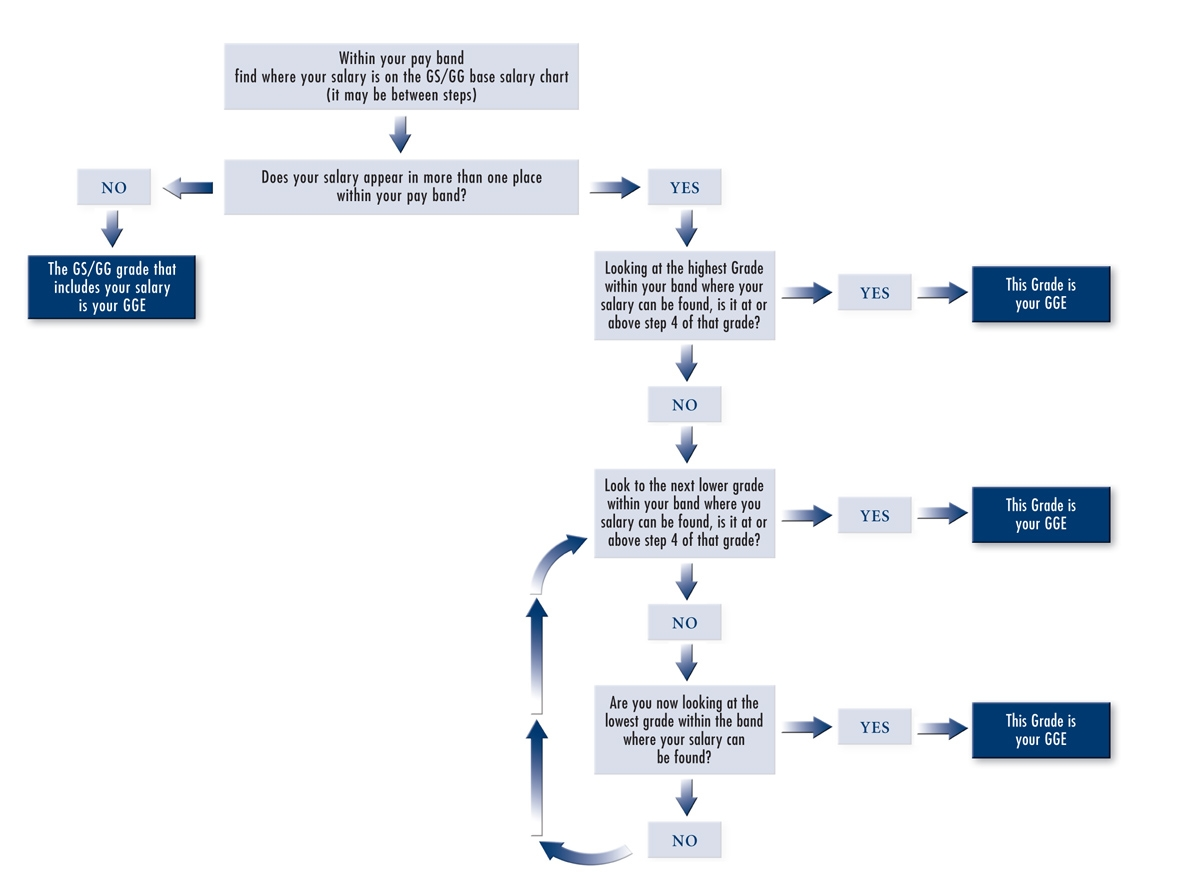 Within your pay band
find where your salary is on the GS/GG base salary chart
(it may be between steps)
Does your salary appear in more than one place
within your pay band?
NO
YES
The GS/GG grade that
includes your salary
is your GGE
Looking at the highest Grade
within your band where your
salary can be found, is it at or
above step 4 of that grade?
YES
This Grade is
your GGE
NO
Look to the next lower grade
within your band where you
salary can be found, is it at or
above step 4 of that grade?
YES
This Grade is
your GGE
NO
Are you now looking at the
lowest grade within the band
where your salary can
be found?
YES
This Grade is
your GGE
NO